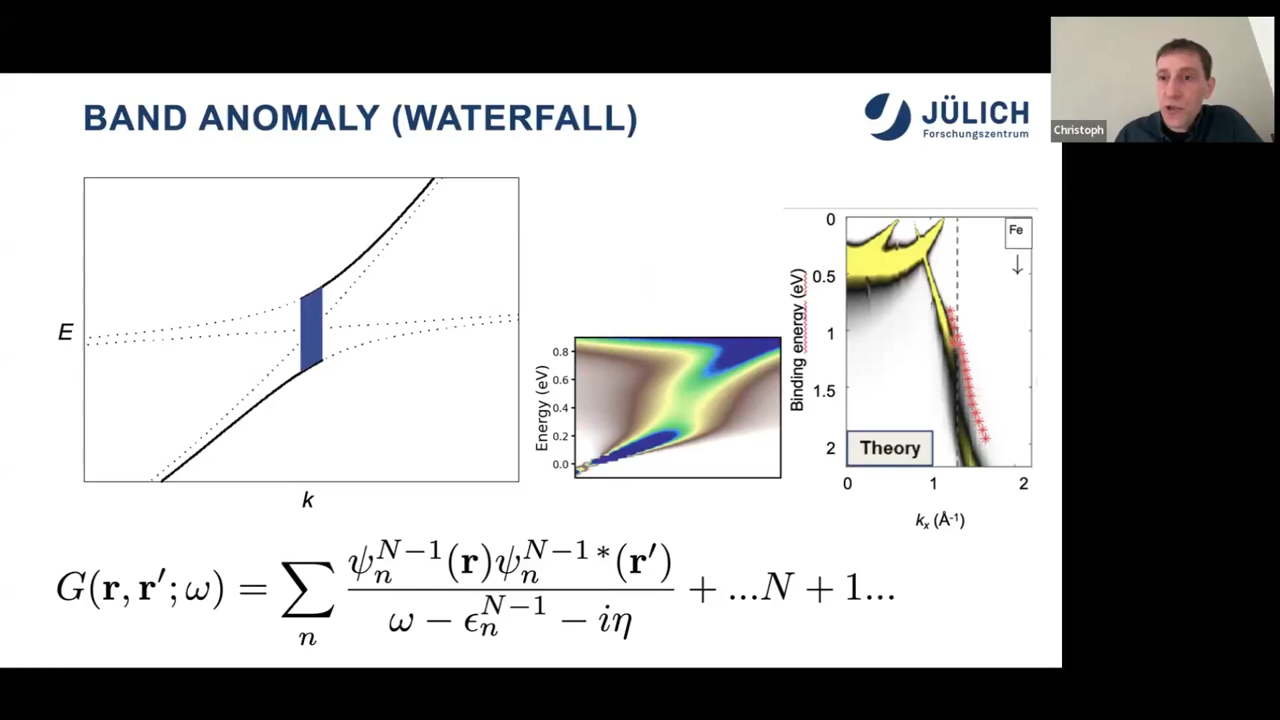 BAND ANOMALY (WATERFALL)
JÜLICH
Forschungszentrum
Christoph
E
k
Energy (eV)
0.8
0.6
0.4
0.2
0.0
Binding energy (eV)
0
0.5
1
1.5
2
Fe
↓
Theory
0 1 2
kₓ (Å⁻¹)
G(r, r′; ω) = ∑ₙ ψₙᴺ⁻¹(r)ψₙᴺ⁻¹*(r′) / (ω − ϵₙᴺ⁻¹ − iη) + ...N + 1...